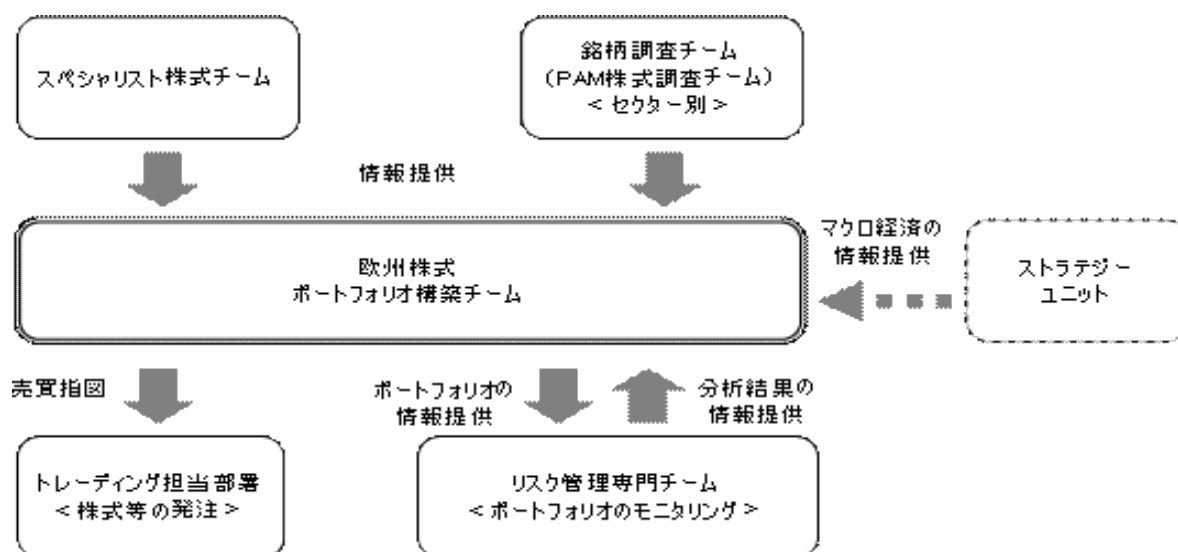 スペシャリスト株式チーム
銘柄調査チーム
(PAM株式調査チーム)
<セクター別>
情報提供
欧州株式
ポートフォリオ構築チーム
マクロ経済の
情報提供
ストラテジー
ユニット
売買指図
ポートフォリオの
情報提供
分析結果の
情報提供
トレーディング担当部署
<株式等の発注>
リスク管理専門チーム
<ポートフォリオのモニタリング>